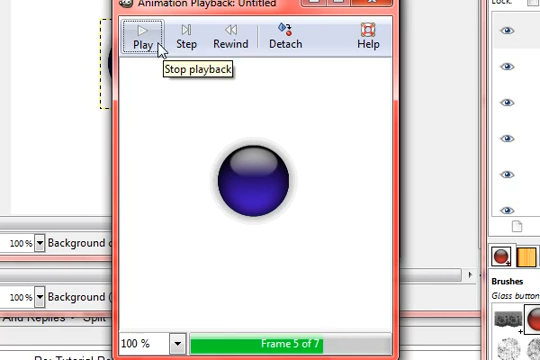 Animation Playback: Untitled
Lock:
Play
Step
Rewind
Detach
Help
Stop playback
100%
Background
100%
Background (
And Replies • Split
Brushes
Glass button
100 %
Frame 5 of 7